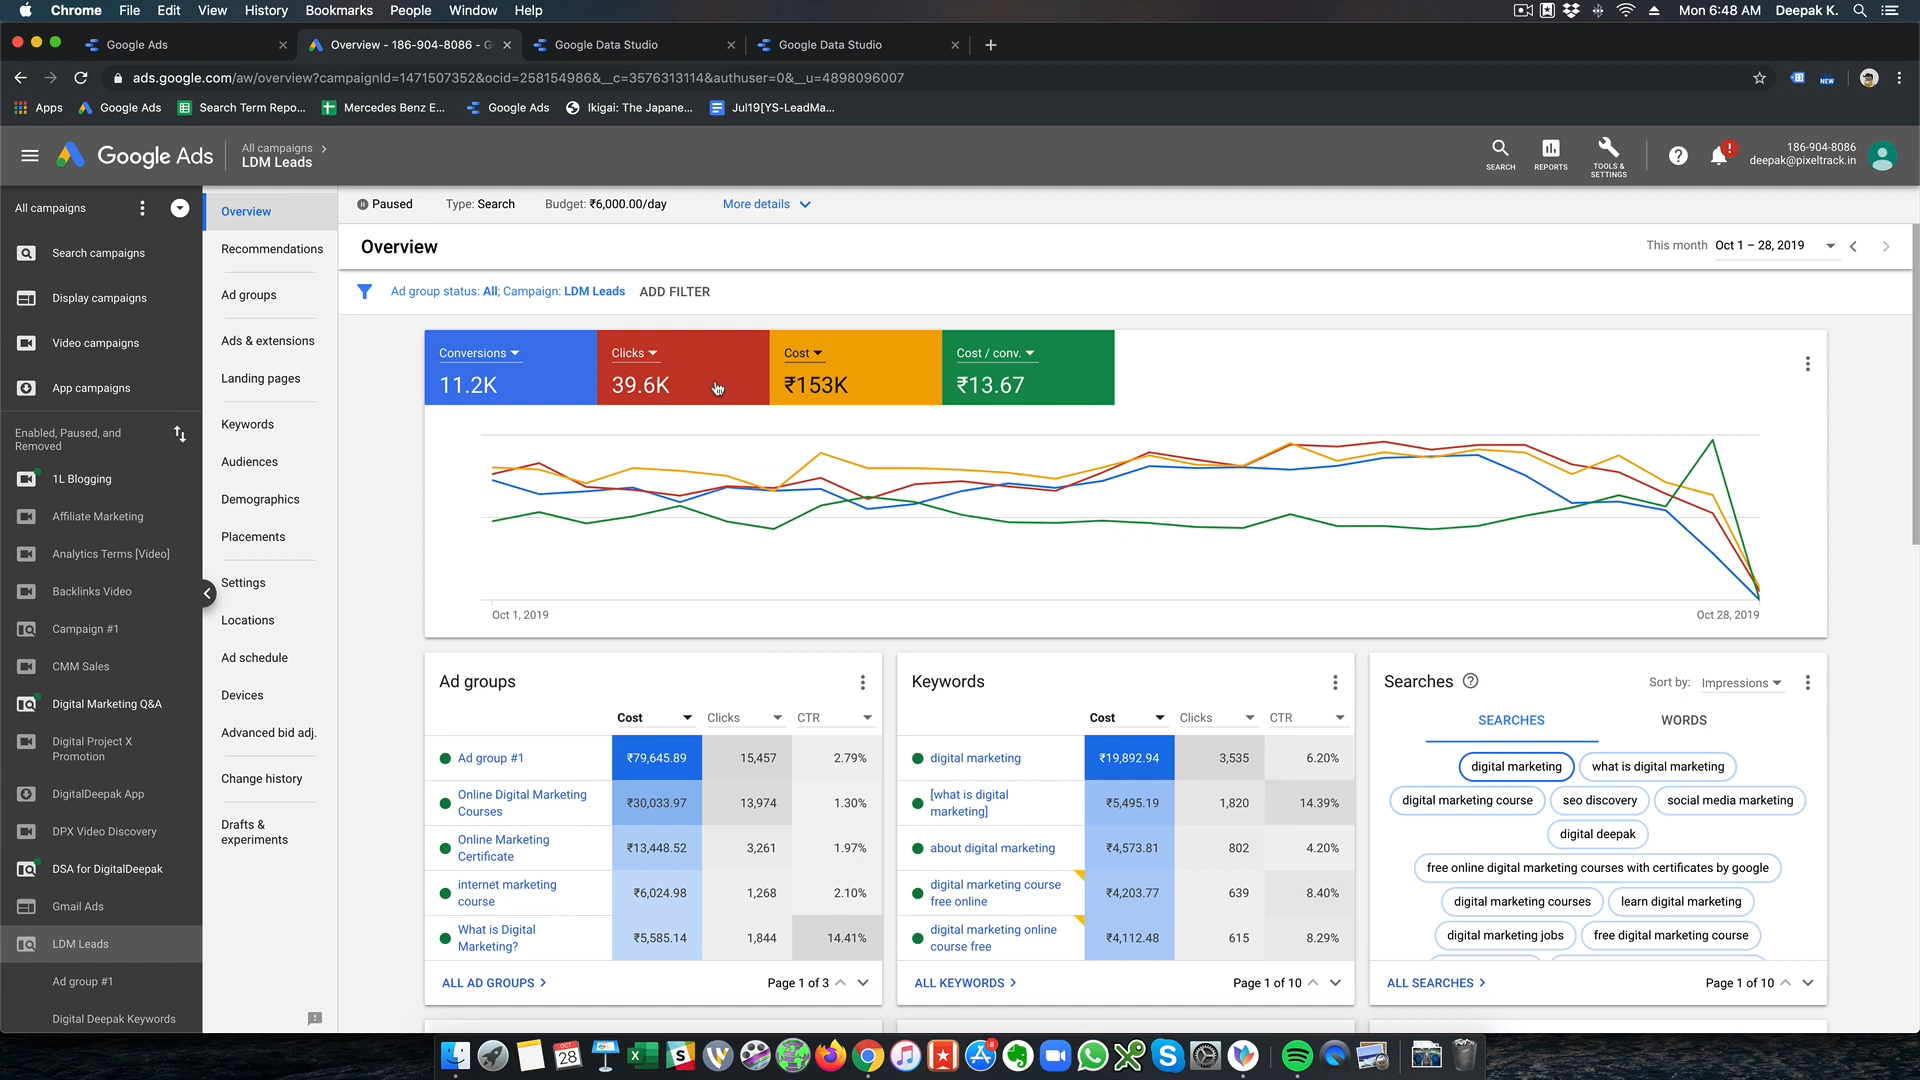 Chrome File Edit View History Bookmarks People Window Help
Mon 6:48 AM Deepak K.
Google Ads
Overview - 186-904-8086 - G
Google Data Studio
Google Data Studio
ads.google.com/aw/overview?campaignId=1471507352&ocid=258154986&__c=3576313114&authuser=0&__u=4898096007
NEW
Apps Google Ads Search Term Repo... Mercedes Benz E... Google Ads Ikigai: The Japane... Jul19[YS-LeadMa...
Google Ads
All campaigns
LDM Leads
SEARCH
REPORTS
TOOLS &
SETTINGS
?
!
186-904-8086
deepak@pixeltrack.in
All campaigns
Search campaigns
Display campaigns
Video campaigns
App campaigns
Enabled, Paused, and
Removed
1L Blogging
Affiliate Marketing
Analytics Terms [Video]
Backlinks Video
Campaign #1
CMM Sales
Digital Marketing Q&A
Digital Project X
Promotion
DigitalDeepak App
DPX Video Discovery
DSA for DigitalDeepak
Gmail Ads
LDM Leads
Ad group #1
Digital Deepak Keywords
Overview
Recommendations
Ad groups
Ads & extensions
Landing pages
Keywords
Audiences
Demographics
Placements
Settings
Locations
Ad schedule
Devices
Advanced bid adj.
Change history
Drafts &
experiments
Paused Type: Search Budget: ₹6,000.00/day More details
Overview
This month Oct 1 – 28, 2019
Ad group status: All; Campaign: LDM Leads ADD FILTER
Conversions
11.2K
Clicks
39.6K
Cost
₹153K
Cost / conv.
₹13.67
Oct 1, 2019
Oct 28, 2019
Ad groups
Cost Clicks CTR
Ad group #1 ₹79,645.89 15,457 2.79%
Online Digital Marketing
Courses ₹30,033.97 13,974 1.30%
Online Marketing
Certificate ₹13,448.52 3,261 1.97%
internet marketing
course ₹6,024.98 1,268 2.10%
What is Digital
Marketing? ₹5,585.14 1,844 14.41%
ALL AD GROUPS Page 1 of 3
Keywords
Cost Clicks CTR
digital marketing ₹19,892.94 3,535 6.20%
[what is digital
marketing] ₹5,495.19 1,820 14.39%
about digital marketing ₹4,573.81 802 4.20%
digital marketing course
free online ₹4,203.77 639 8.40%
digital marketing online
course free ₹4,112.48 615 8.29%
ALL KEYWORDS Page 1 of 10
Searches ?
Sort by: Impressions
SEARCHES WORDS
digital marketing what is digital marketing
digital marketing course seo discovery social media marketing
digital deepak
free online digital marketing courses with certificates by google
digital marketing courses learn digital marketing
digital marketing jobs free digital marketing course
ALL SEARCHES Page 1 of 10
OCT
28
8